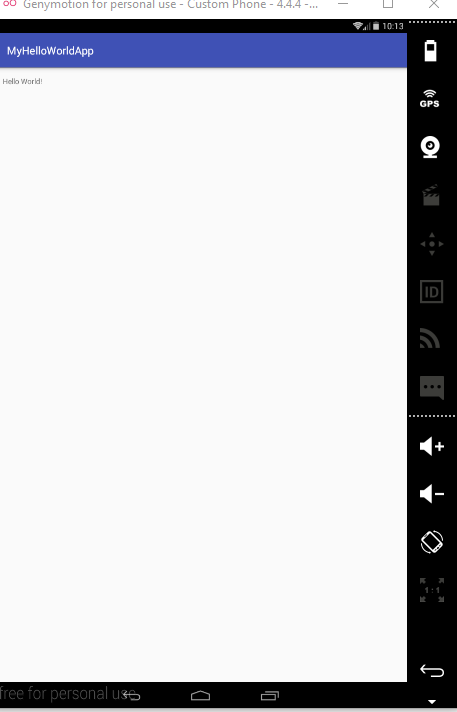 Genymotion for personal use - Custom Phone - 4.4.4 -...
10:13
MyHelloWorldApp
Hello World!
GPS
ID
1:1
free for personal use